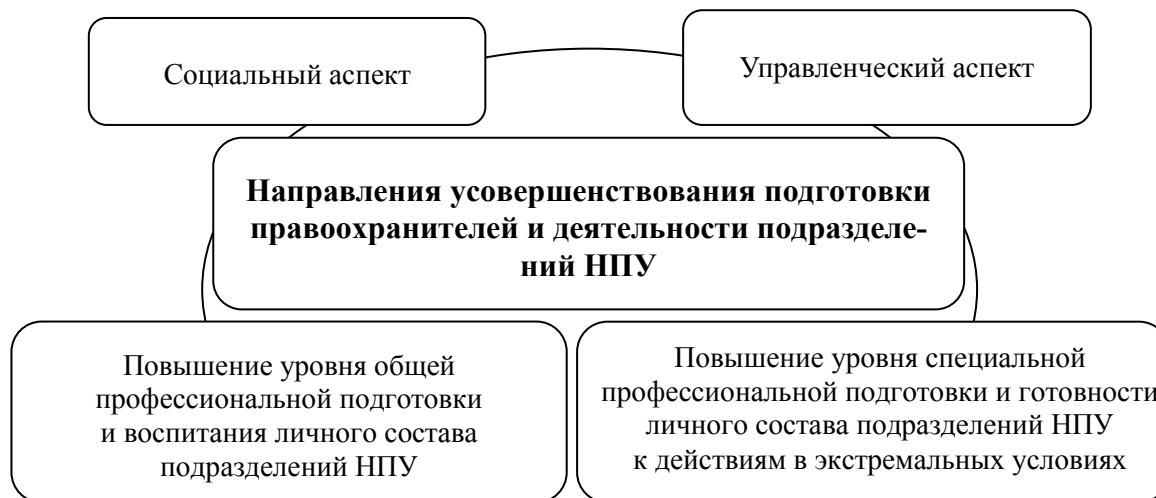 Социальный аспект
Управленческий аспект
Направления усовершенствования подготовки
правоохранителей и деятельности подразделе-
ний НПУ
Повышение уровня общей
профессиональной подготовки
и воспитания личного состава
подразделений НПУ
Повышение уровня специальной
профессиональной подготовки и готовности
личного состава подразделений НПУ
к действиям в экстремальных условиях